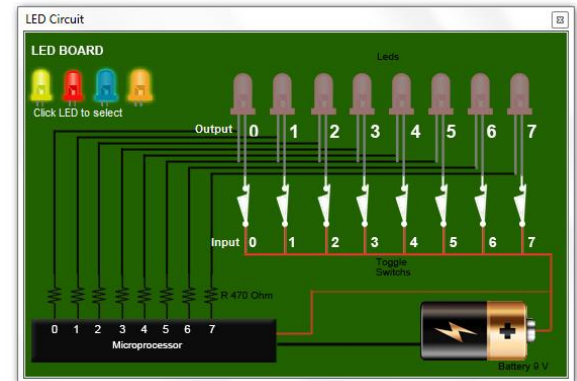 LED Circuit
LED BOARD
Leds
Click LED to select
Output 0 1 2 3 4 5 6 7
Input 0 1 2 3 4 5 6 7
Toggle
Switchs
R 470 Ohm
0 1 2 3 4 5 6 7
Microprocessor
Battery 9 V